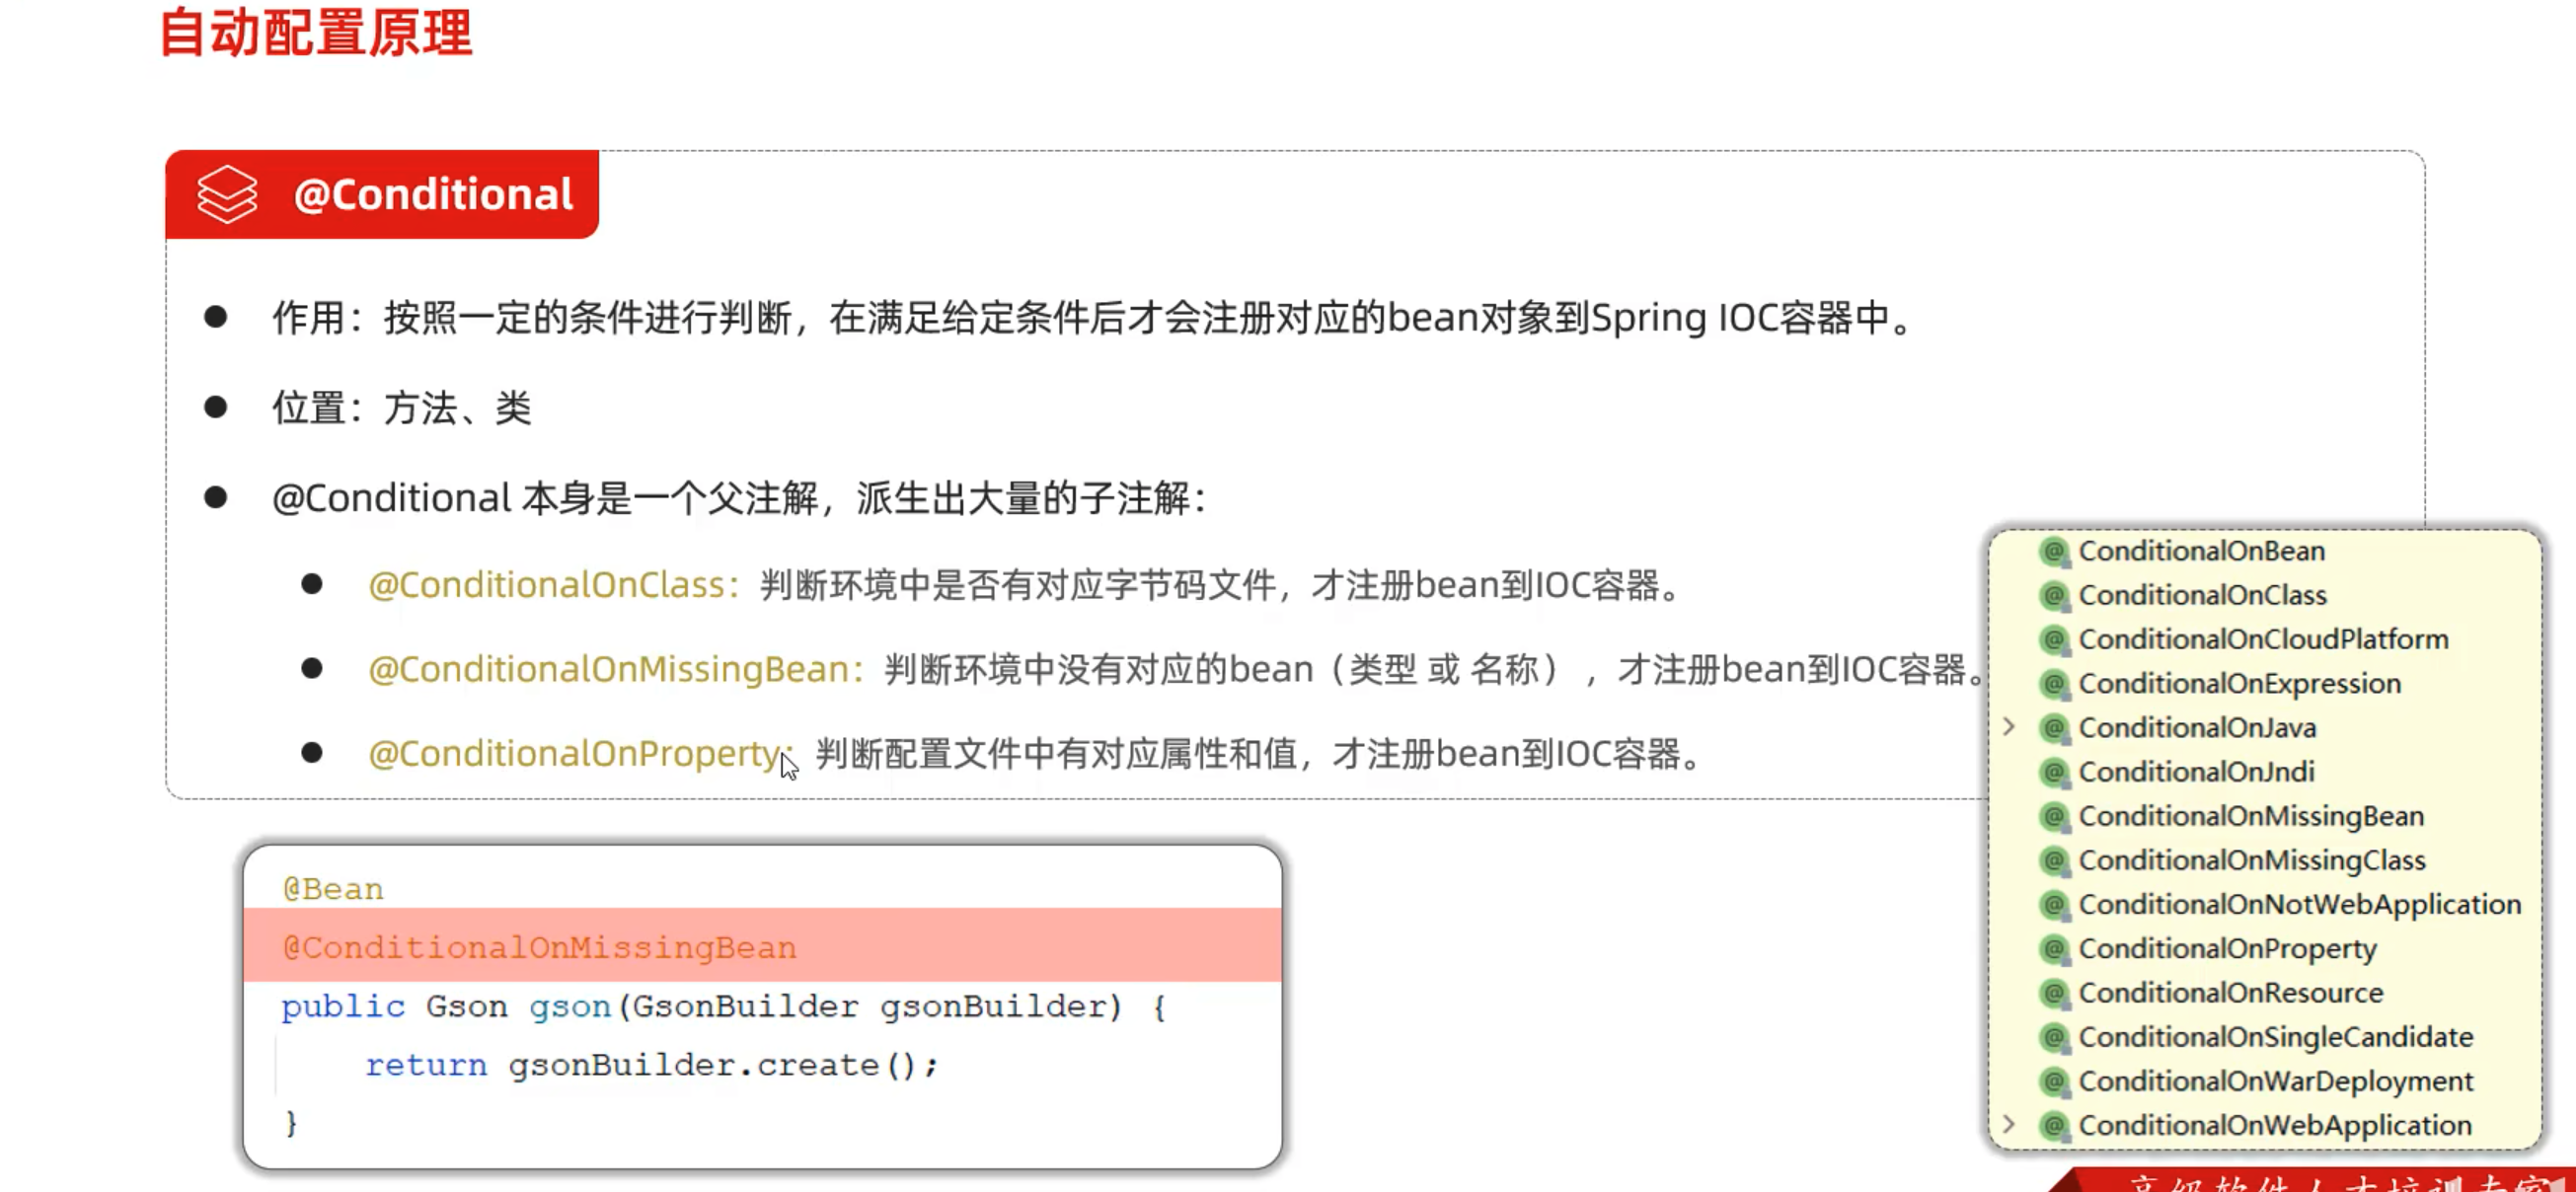 自动配置原理
@Conditional
作用：按照一定的条件进行判断，在满足给定条件后才会注册对应的bean对象到Spring IOC容器中。
位置：方法、类
@Conditional 本身是一个父注解，派生出大量的子注解：
@ConditionalOnClass：判断环境中是否有对应字节码文件，才注册bean到IOC容器。
@ConditionalOnMissingBean：判断环境中没有对应的bean（类型 或 名称），才注册bean到IOC容器。
@ConditionalOnProperty：判断配置文件中有对应属性和值，才注册bean到IOC容器。
@Bean
@ConditionalOnMissingBean
public Gson gson(GsonBuilder gsonBuilder) {
return gsonBuilder.create();
}
ConditionalOnBean
ConditionalOnClass
ConditionalOnCloudPlatform
ConditionalOnExpression
ConditionalOnJava
ConditionalOnJndi
ConditionalOnMissingBean
ConditionalOnMissingClass
ConditionalOnNotWebApplication
ConditionalOnProperty
ConditionalOnResource
ConditionalOnSingleCandidate
ConditionalOnWarDeployment
ConditionalOnWebApplication
高级软件人才培训专家